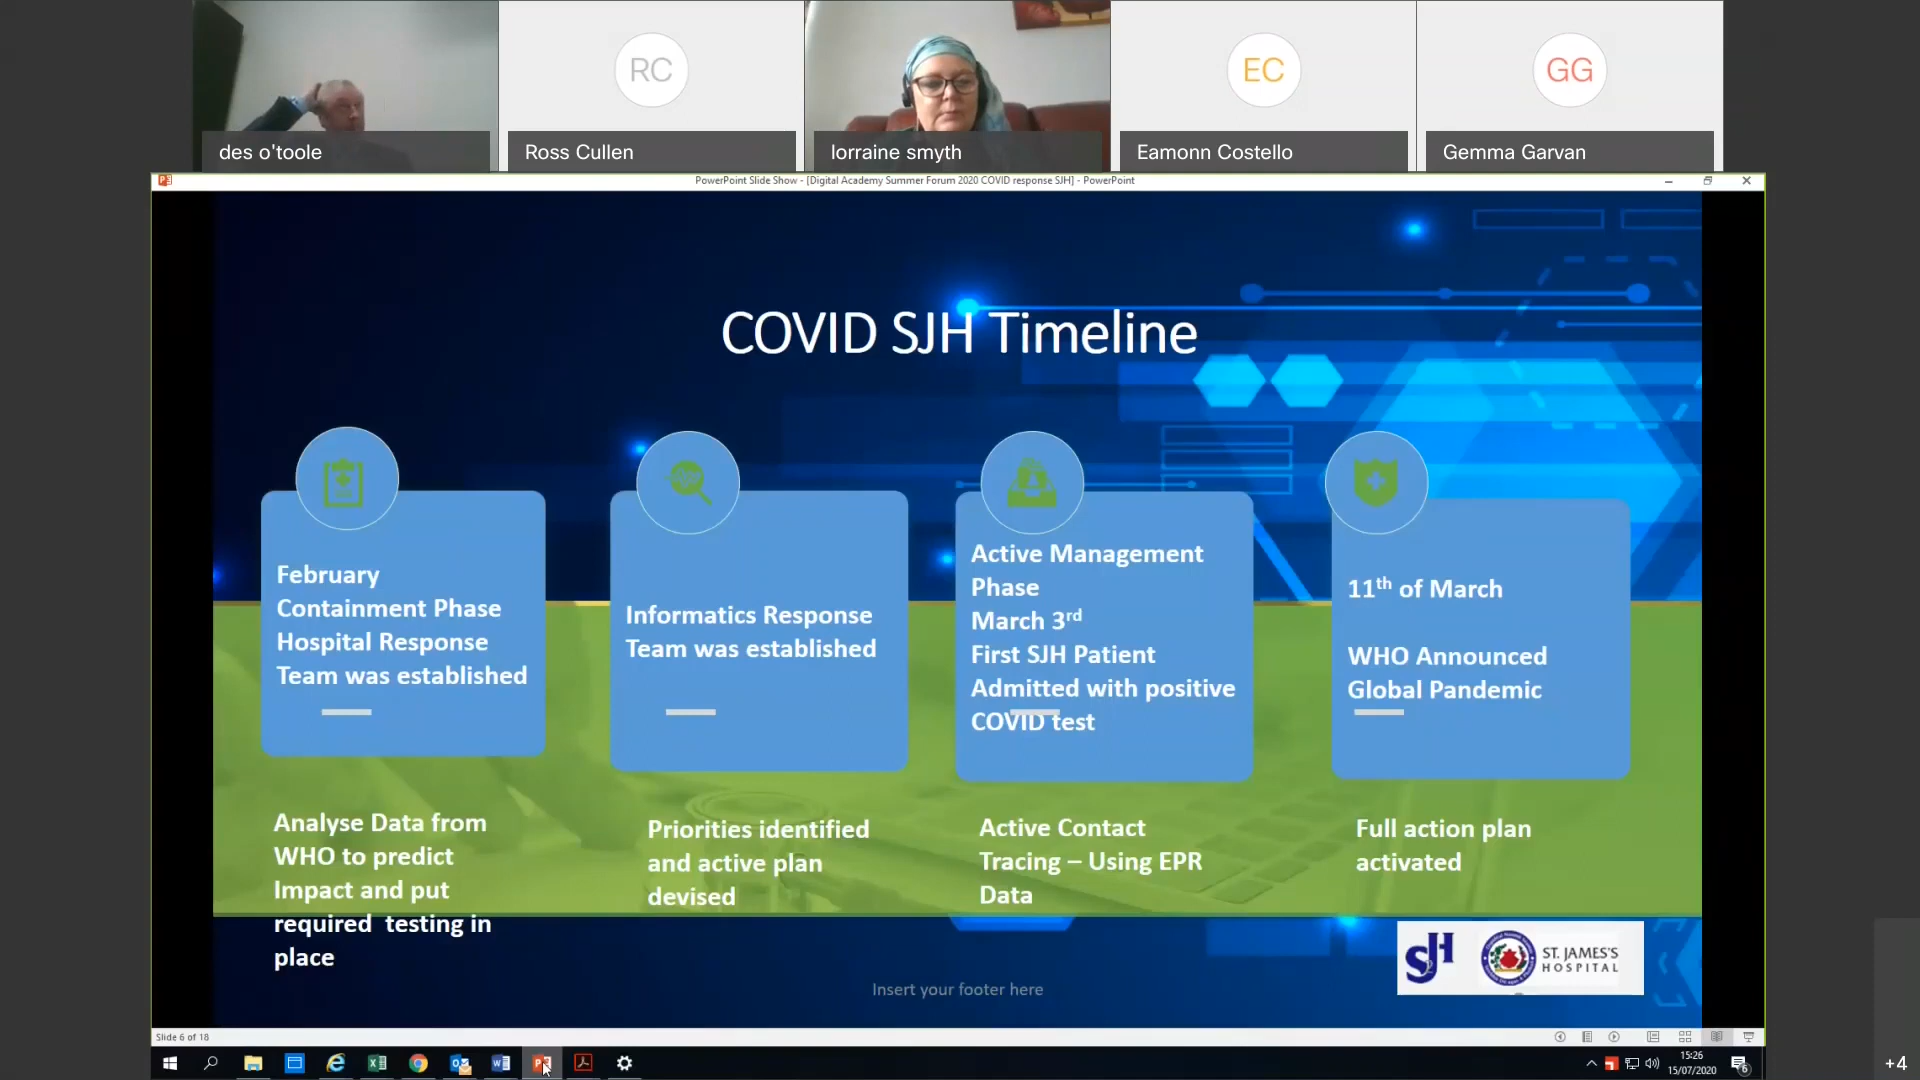 des o'toole
RC
Ross Cullen
lorraine smyth
EC
Eamonn Costello
GG
Gemma Garvan
PowerPoint Slide Show - [Digital Academy Summer Forum 2020 COVID response SJH] - PowerPoint
COVID SJH Timeline
February
Containment Phase
Hospital Response
Team was established
Informatics Response
Team was established
Active Management
Phase
March 3rd
First SJH Patient
Admitted with positive
COVID test
11th of March
WHO Announced
Global Pandemic
Analyse Data from
WHO to predict
Impact and put
required testing in
place
Priorities identified
and active plan
devised
Active Contact
Tracing – Using EPR
Data
Full action plan
activated
SJH
ST. JAMES'S
HOSPITAL
Insert your footer here
Slide 6 of 18
15:26
15/07/2020
6
+4